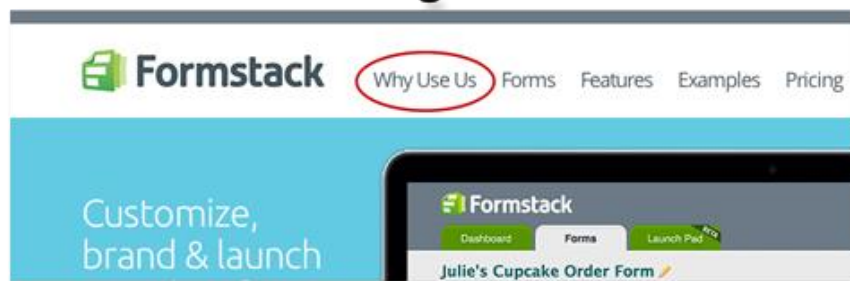 Formstack
Why Use Us Forms Features Examples Pricing
Customize,
brand & launch
Formstack
Dashboard Forms Launch Pad BETA
Julie's Cupcake Order Form